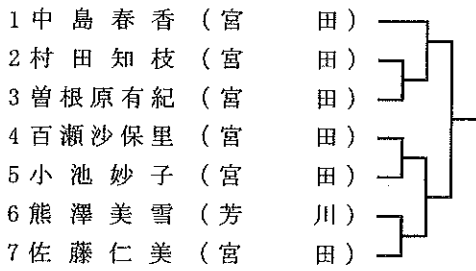 1 中島春香 (宮田)
2 村田知枝 (宮田)
3 曽根原有紀 (宮田)
4 百瀬沙保里 (宮田)
5 小池妙子 (宮田)
6 熊澤美雪 (芳川)
7 佐藤仁美 (宮田)